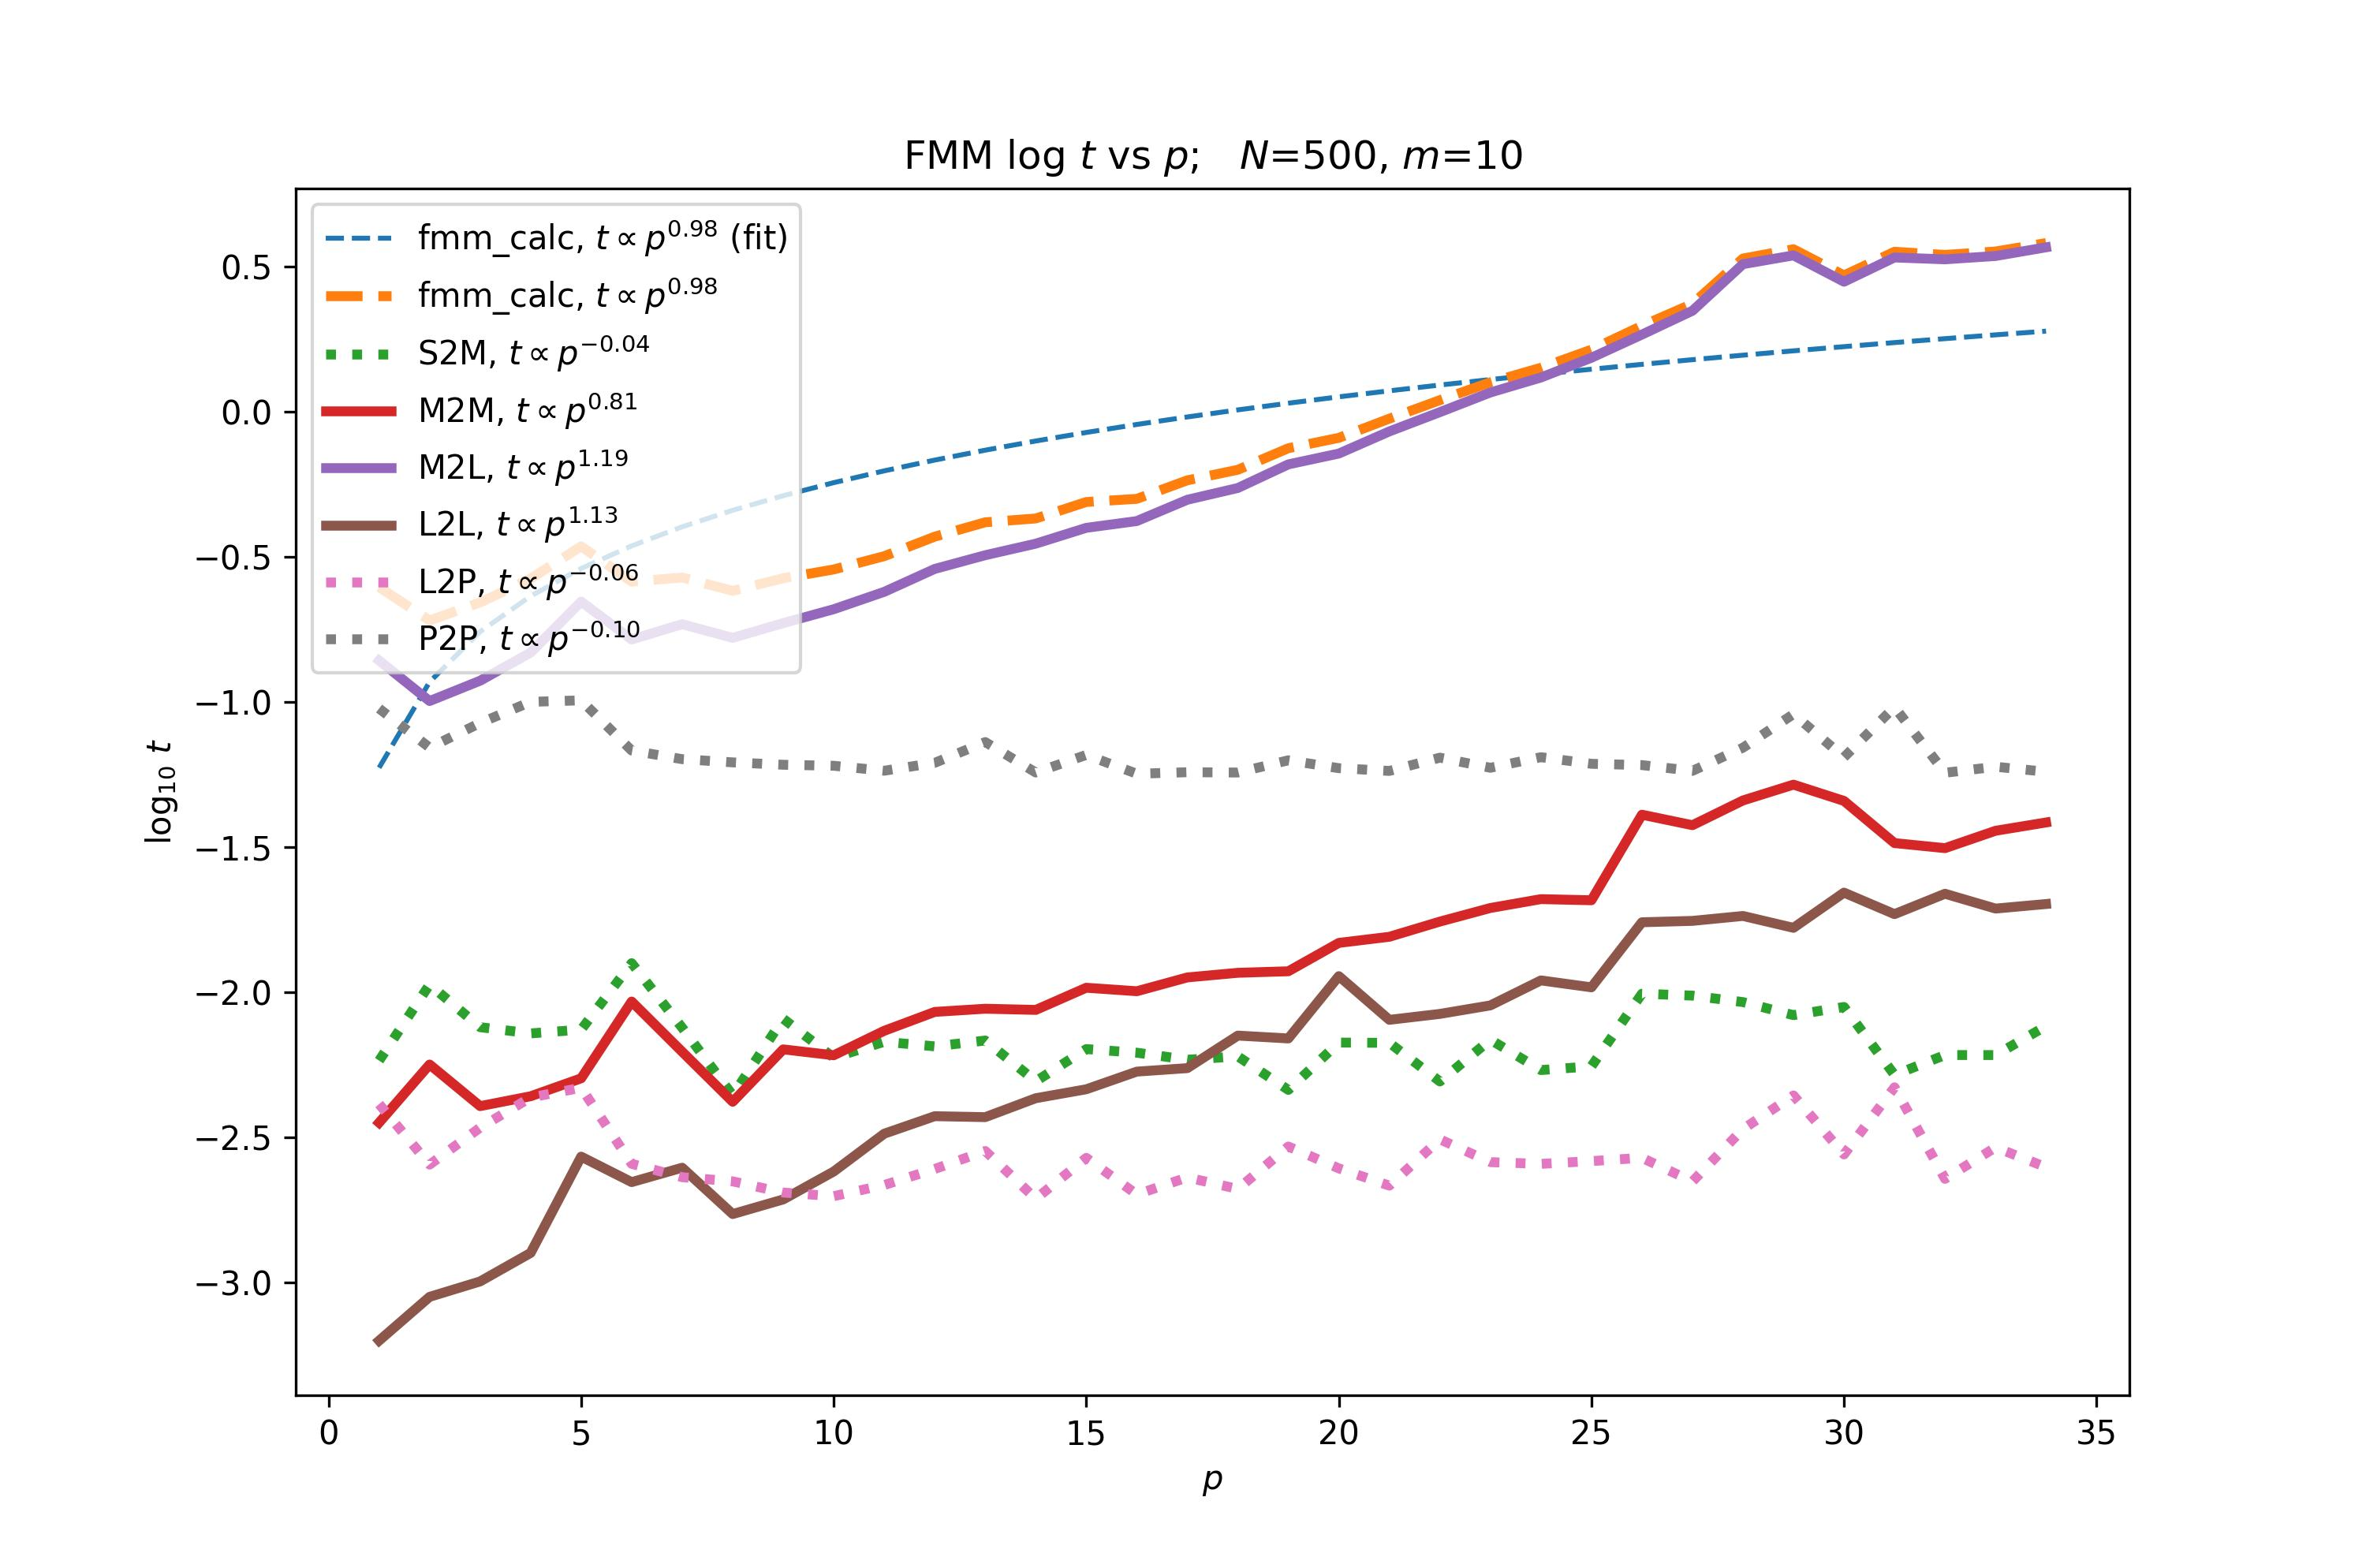 FMM log t vs p;   N=500, m=10
fmm_calc, t ∝ p^0.98 (fit)
fmm_calc, t ∝ p^0.98
S2M, t ∝ p^−0.04
M2M, t ∝ p^0.81
M2L, t ∝ p^1.19
L2L, t ∝ p^1.13
L2P, t ∝ p^−0.06
P2P, t ∝ p^−0.10
log₁₀ t
0.5
0.0
−0.5
−1.0
−1.5
−2.0
−2.5
−3.0
0 5 10 15 20 25 30 35
p